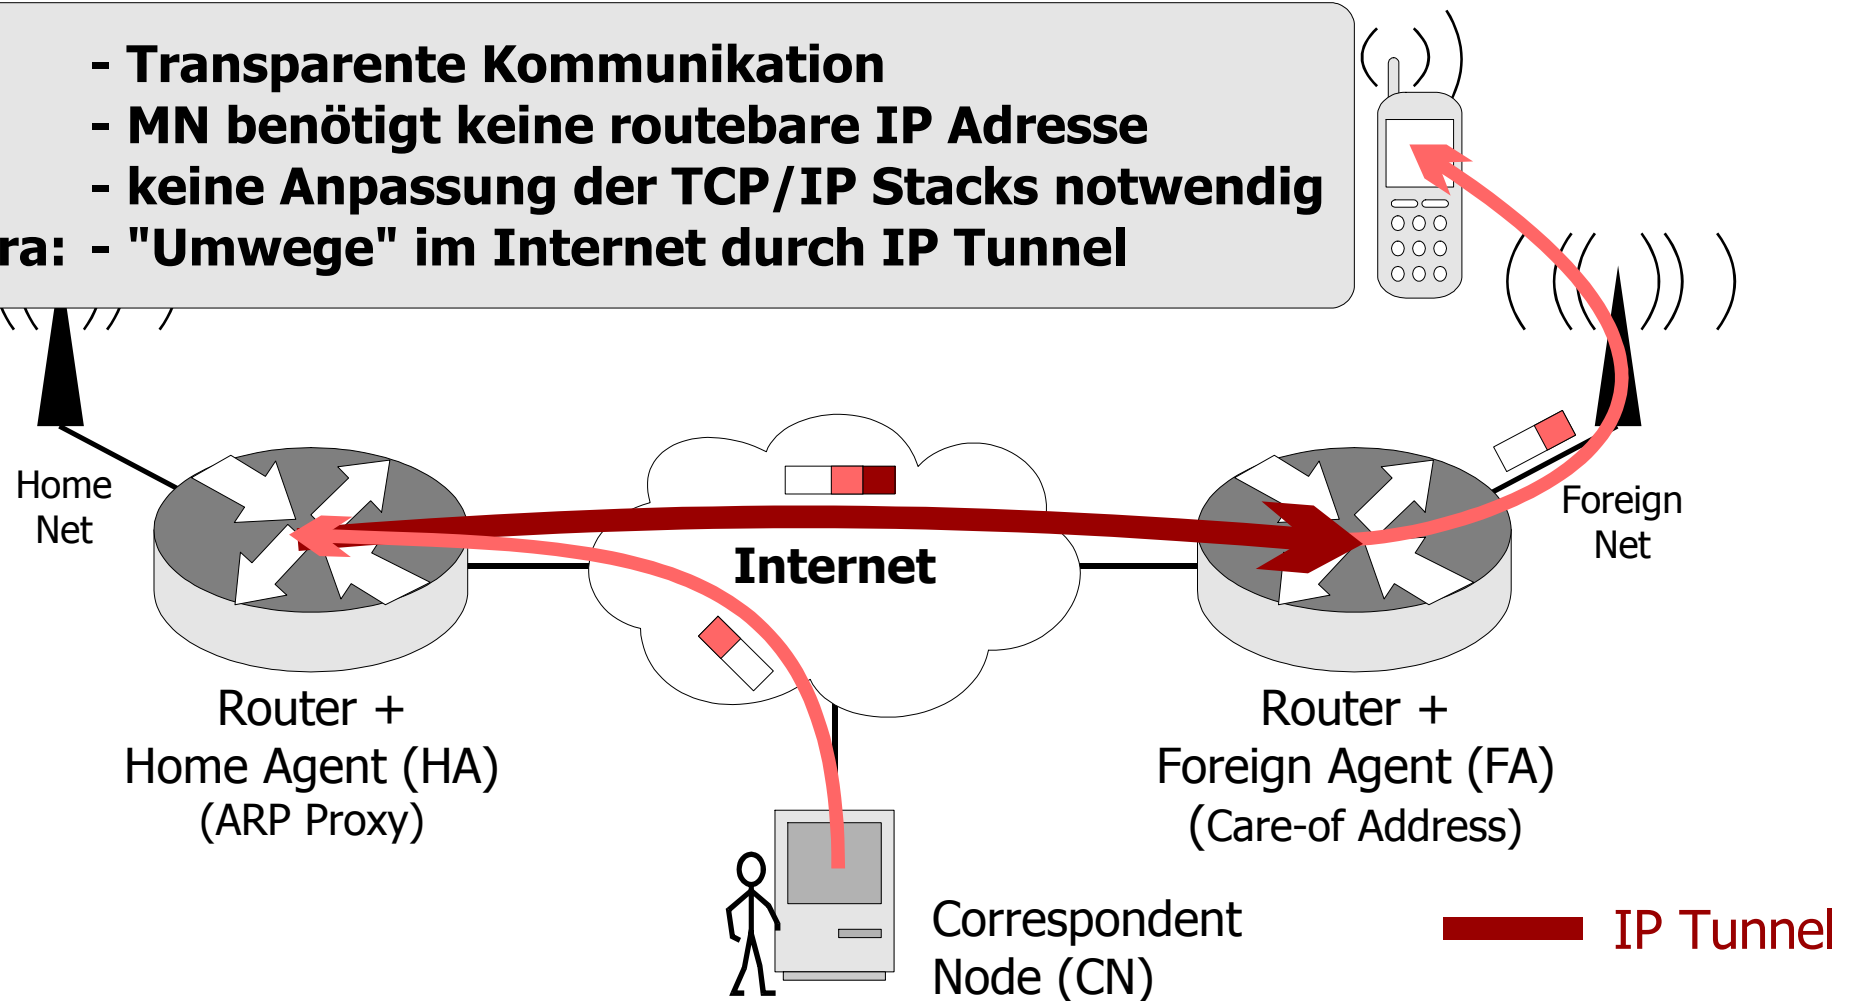 - Transparente Kommunikation
- MN benötigt keine routebare IP Adresse
- keine Anpassung der TCP/IP Stacks notwendig
ra: - "Umwege" im Internet durch IP Tunnel
Home
Net
Internet
Foreign
Net
Router +
Home Agent (HA)
(ARP Proxy)
Router +
Foreign Agent (FA)
(Care-of Address)
Correspondent
Node (CN)
IP Tunnel